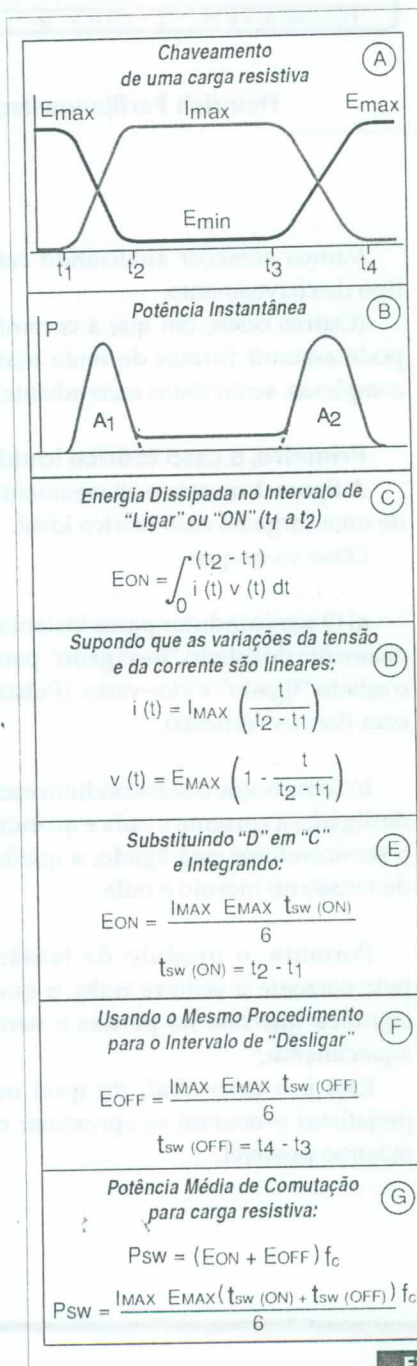 Chaveamento
de uma carga resistiva
A
Emax Imax Emax
Emin
t1 t2 t3 t4
Potência Instantânea
B
P
A1 A2
Energia Dissipada no Intervalo de
"Ligar" ou "ON" (t1 a t2)
C
EON = ∫0(t2 - t1) i (t) v (t) dt
Supondo que as variações da tensão
e da corrente são lineares:
D
i (t) = IMAX (t / (t2 - t1))
v (t) = EMAX (1 - t / (t2 - t1))
Substituindo "D" em "C"
e Integrando:
E
EON = IMAX EMAX tsw (ON) / 6
tsw (ON) = t2 - t1
Usando o Mesmo Procedimento
para o Intervalo de "Desligar".
F
EOFF = IMAX EMAX tsw (OFF) / 6
tsw (OFF) = t4 - t3
Potência Média de Comutação
para carga resistiva:
G
Psw = (EON + EOFF) fc
Psw = IMAX EMAX(tsw (ON) + tsw (OFF)) fc / 6